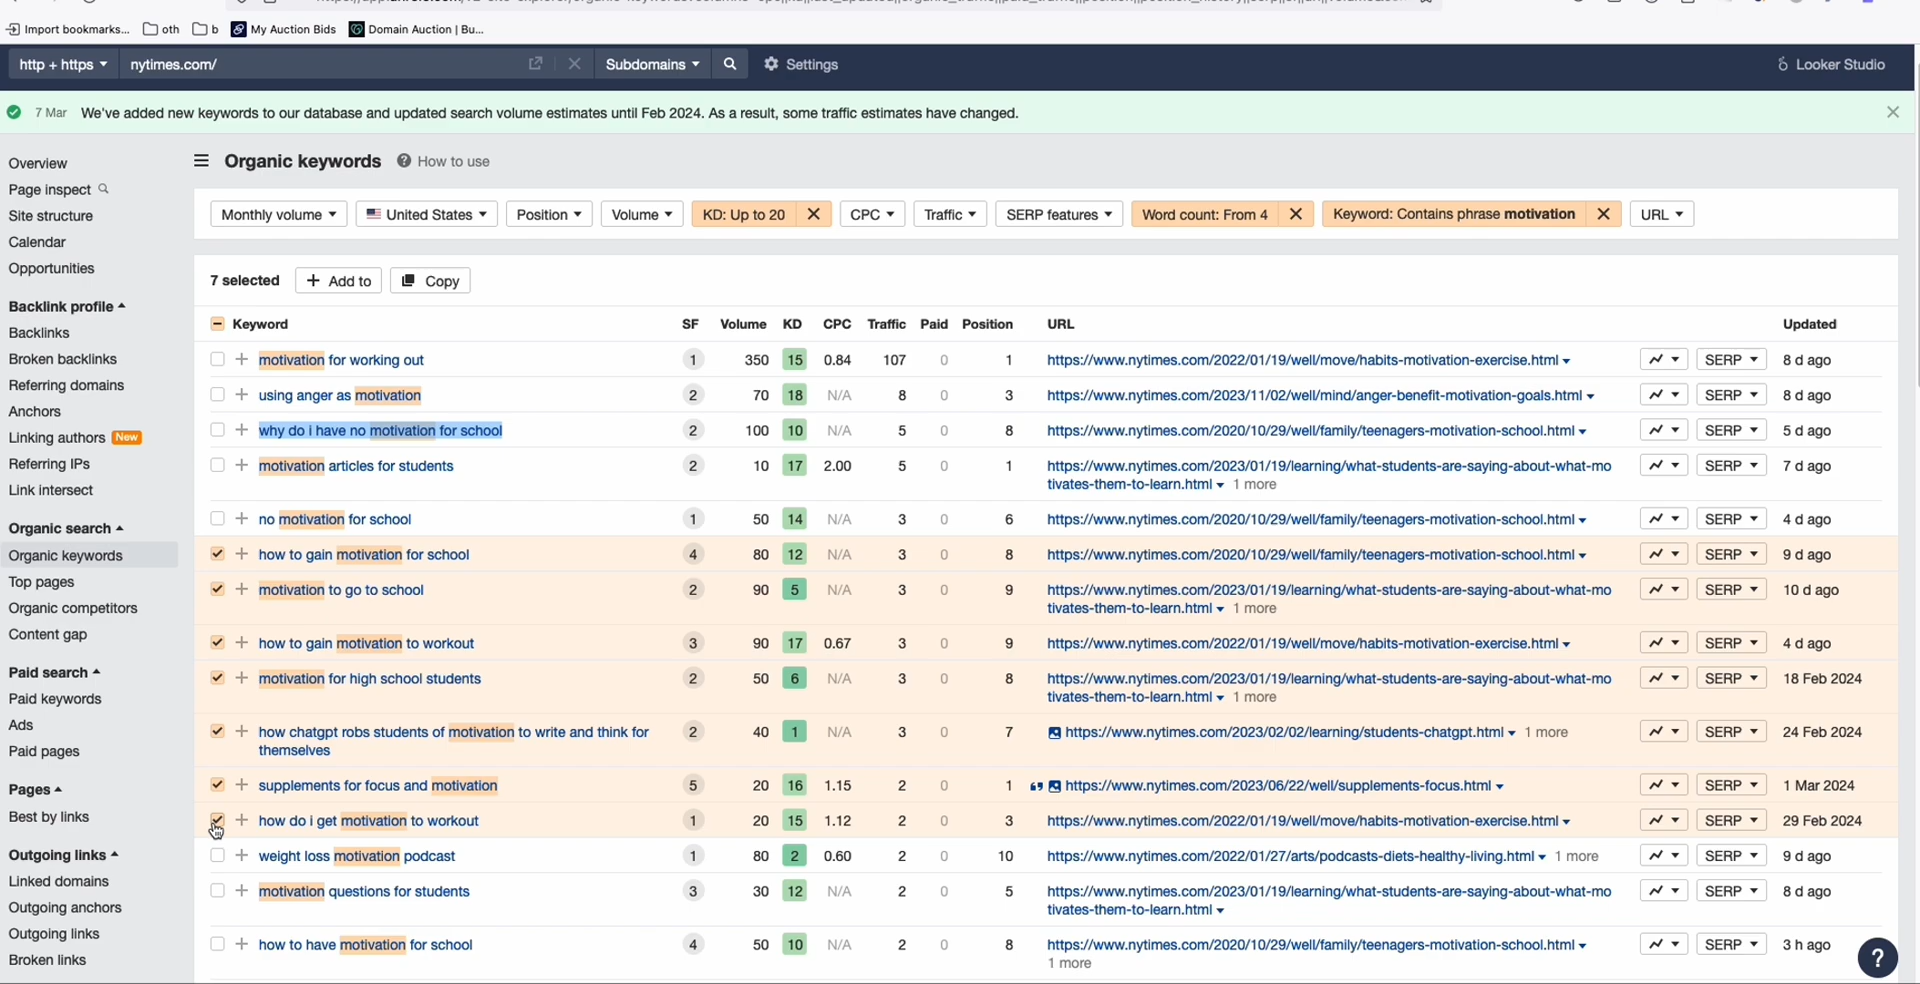 Import bookmarks... oth b My Auction Bids Domain Auction | Bu...
http + https nytimes.com/ Subdomains Settings Looker Studio
7 Mar We've added new keywords to our database and updated search volume estimates until Feb 2024. As a result, some traffic estimates have changed.
Overview
Page inspect
Site structure
Calendar
Opportunities
Backlink profile
Backlinks
Broken backlinks
Referring domains
Anchors
Linking authors New
Referring IPs
Link intersect
Organic search
Organic keywords
Top pages
Organic competitors
Content gap
Paid search
Paid keywords
Ads
Paid pages
Pages
Best by links
Outgoing links
Linked domains
Outgoing anchors
Outgoing links
Broken links
Organic keywords ? How to use
Monthly volume United States Position Volume KD: Up to 20 CPC Traffic SERP features Word count: From 4 Keyword: Contains phrase motivation URL
7 selected + Add to Copy
Keyword SF Volume KD CPC Traffic Paid Position URL Updated
+ motivation for working out 1 350 15 0.84 107 0 1 https://www.nytimes.com/2022/01/19/well/move/habits-motivation-exercise.html SERP 8 d ago
+ using anger as motivation 2 70 18 N/A 8 0 3 https://www.nytimes.com/2023/11/02/well/mind/anger-benefit-motivation-goals.html SERP 8 d ago
+ why do i have no motivation for school 2 100 10 N/A 5 0 8 https://www.nytimes.com/2020/10/29/well/family/teenagers-motivation-school.html SERP 5 d ago
+ motivation articles for students 2 10 17 2.00 5 0 1 https://www.nytimes.com/2023/01/19/learning/what-students-are-saying-about-what-mo SERP 7 d ago
tivates-them-to-learn.html 1 more
+ no motivation for school 1 50 14 N/A 3 0 6 https://www.nytimes.com/2020/10/29/well/family/teenagers-motivation-school.html SERP 4 d ago
+ how to gain motivation for school 4 80 12 N/A 3 0 8 https://www.nytimes.com/2020/10/29/well/family/teenagers-motivation-school.html SERP 9 d ago
+ motivation to go to school 2 90 5 N/A 3 0 9 https://www.nytimes.com/2023/01/19/learning/what-students-are-saying-about-what-mo SERP 10 d ago
tivates-them-to-learn.html 1 more
+ how to gain motivation to workout 3 90 17 0.67 3 0 9 https://www.nytimes.com/2022/01/19/well/move/habits-motivation-exercise.html SERP 4 d ago
+ motivation for high school students 2 50 6 N/A 3 0 8 https://www.nytimes.com/2023/01/19/learning/what-students-are-saying-about-what-mo SERP 18 Feb 2024
tivates-them-to-learn.html 1 more
+ how chatgpt robs students of motivation to write and think for 2 40 1 N/A 3 0 7 https://www.nytimes.com/2023/02/02/learning/students-chatgpt.html 1 more SERP 24 Feb 2024
themselves
+ supplements for focus and motivation 5 20 16 1.15 2 0 1 https://www.nytimes.com/2023/06/22/well/supplements-focus.html SERP 1 Mar 2024
+ how do i get motivation to workout 1 20 15 1.12 2 0 3 https://www.nytimes.com/2022/01/19/well/move/habits-motivation-exercise.html SERP 29 Feb 2024
+ weight loss motivation podcast 1 80 2 0.60 2 0 10 https://www.nytimes.com/2022/01/27/arts/podcasts-diets-healthy-living.html 1 more SERP 9 d ago
+ motivation questions for students 3 30 12 N/A 2 0 5 https://www.nytimes.com/2023/01/19/learning/what-students-are-saying-about-what-mo SERP 8 d ago
tivates-them-to-learn.html
+ how to have motivation for school 4 50 10 N/A 2 0 8 https://www.nytimes.com/2020/10/29/well/family/teenagers-motivation-school.html SERP 3 h ago
1 more
?